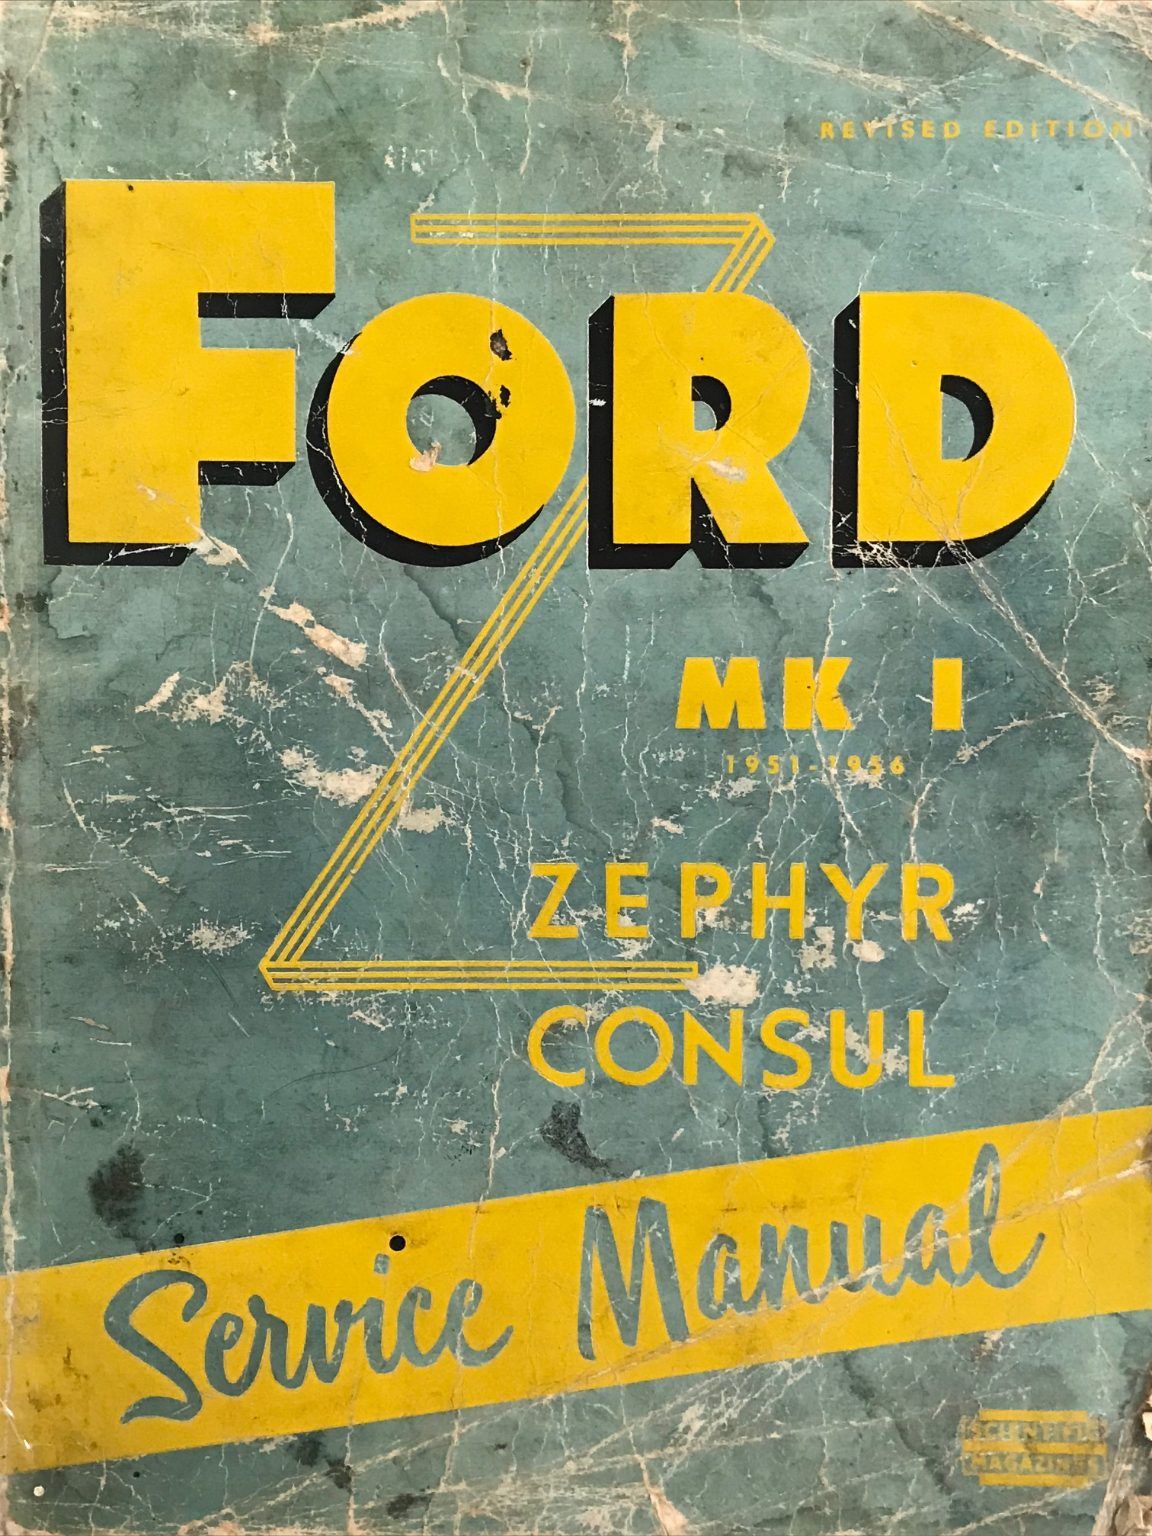 REVISED EDITION
FORD
MK I
1951-1956
ZEPHYR
CONSUL
Service Manual
SCIENTIFIC
MAGAZINES